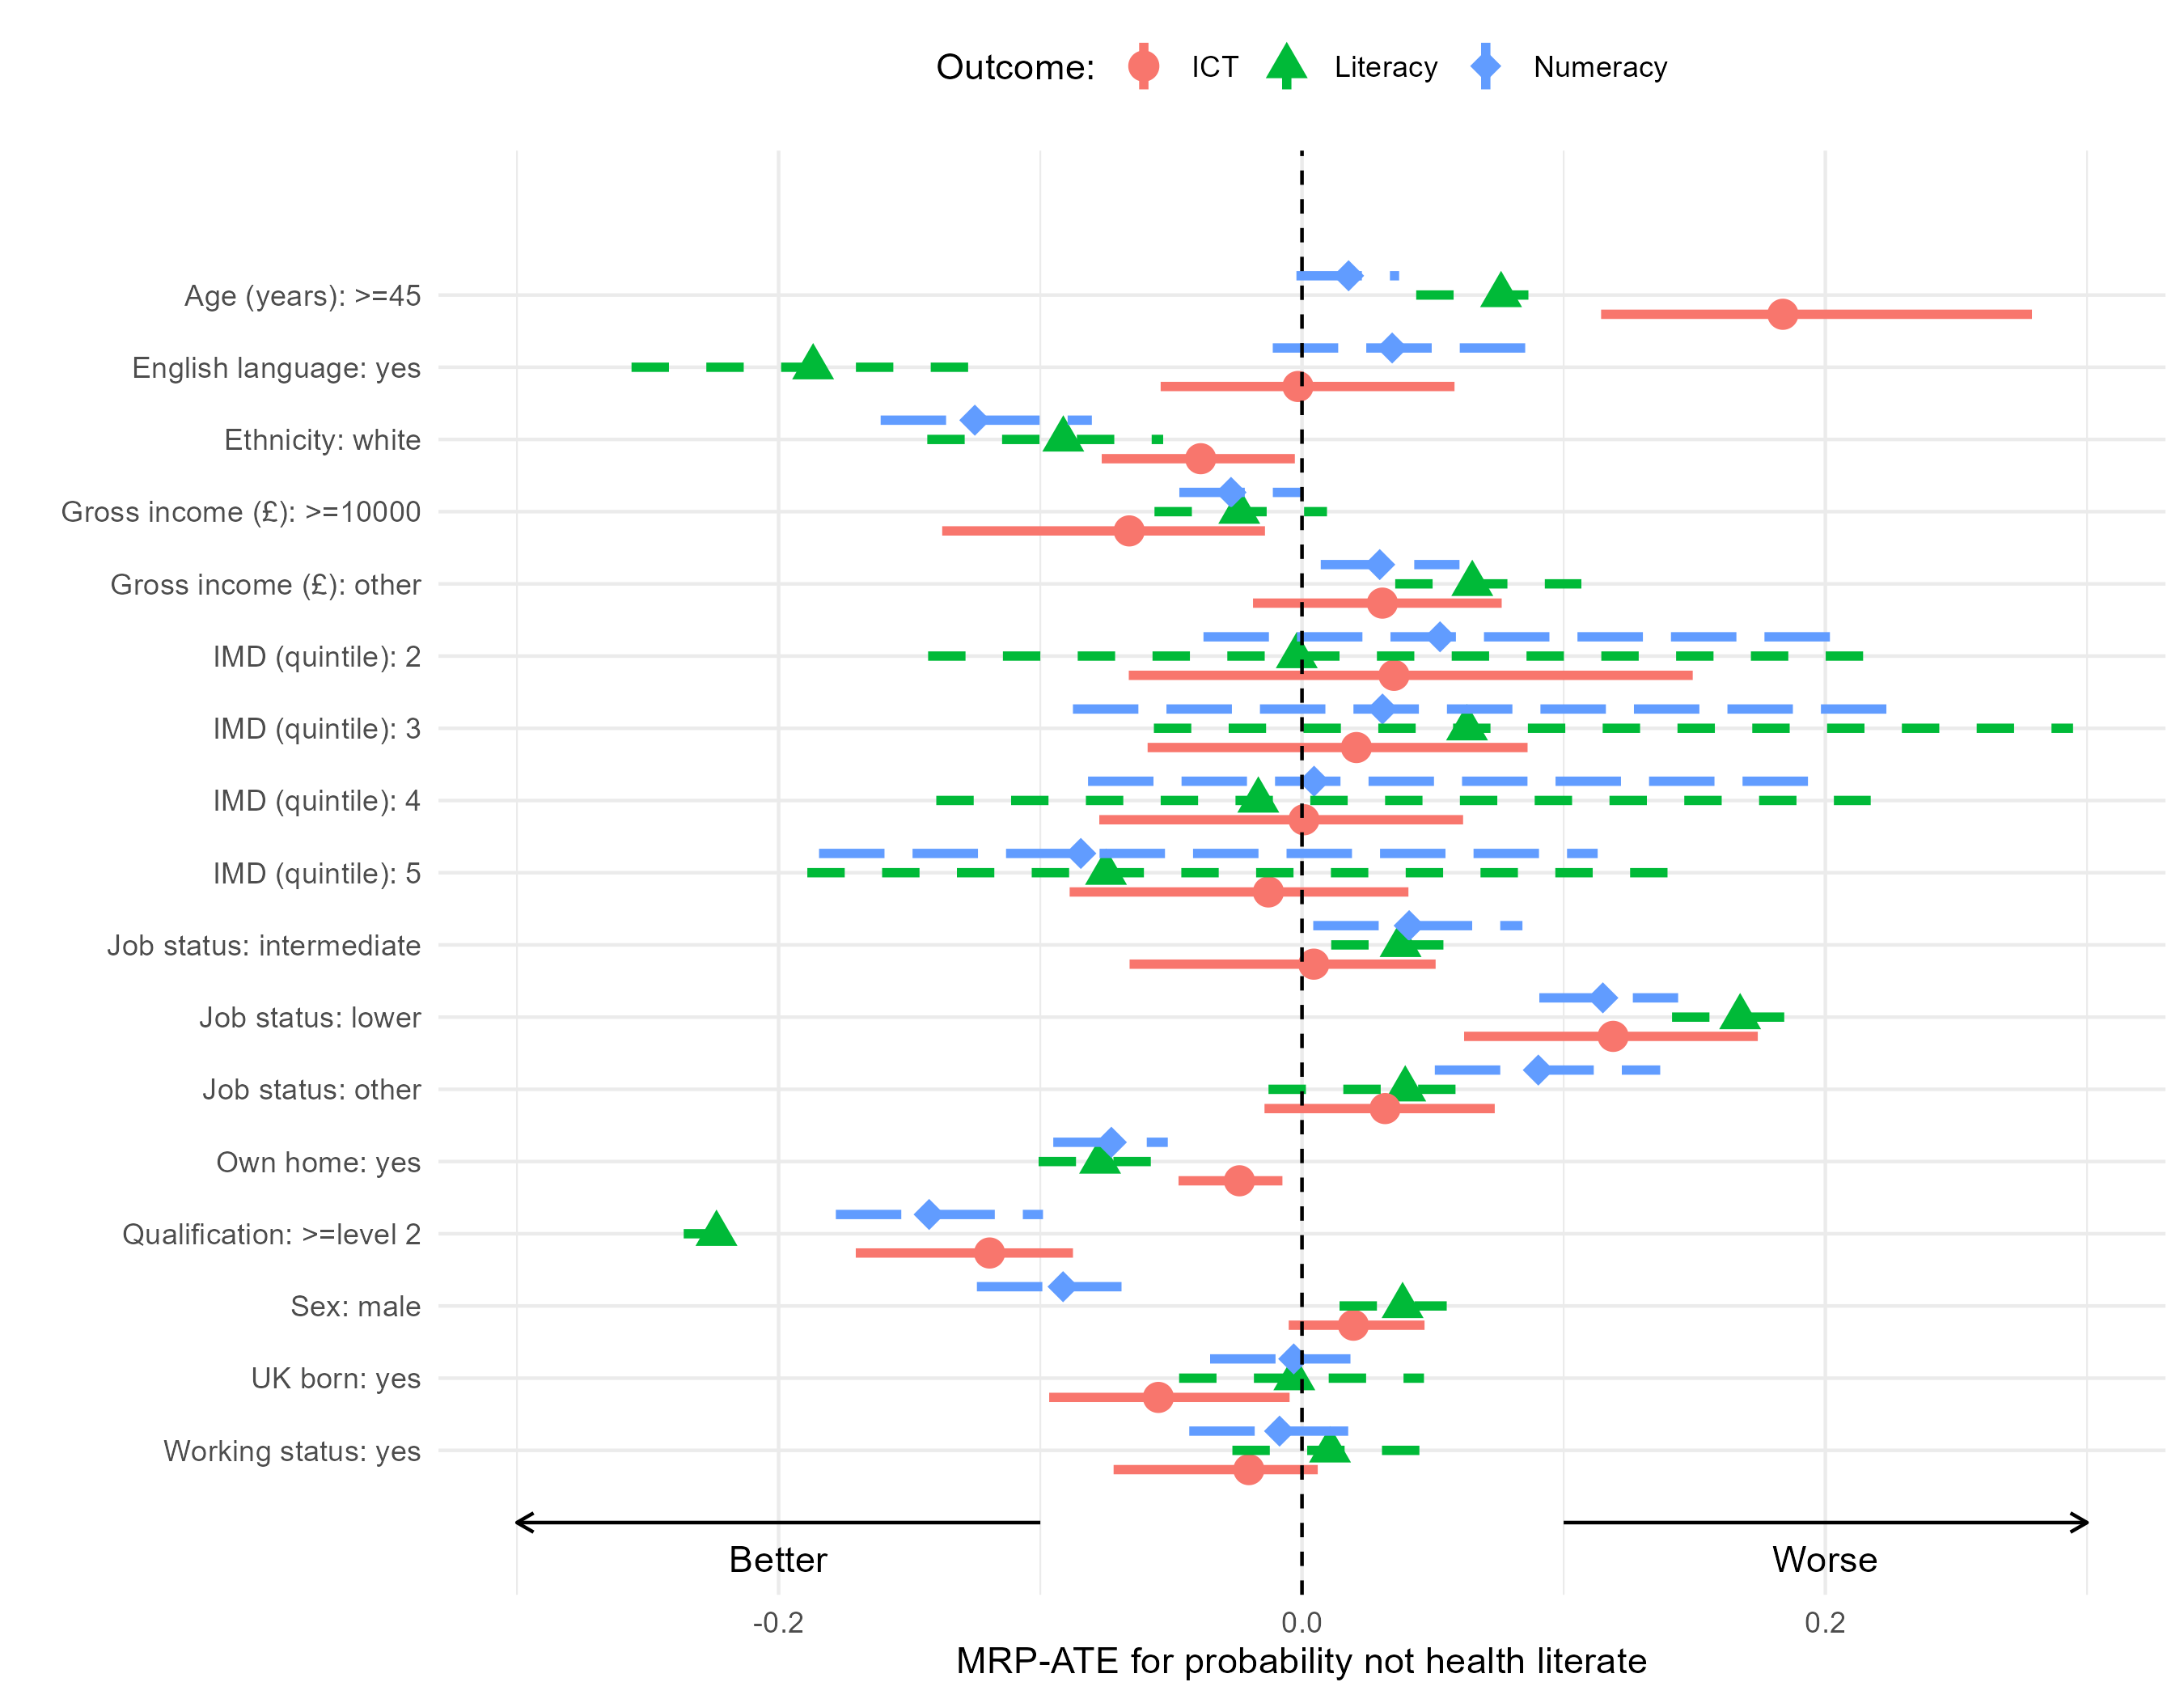 Outcome: ICT Literacy Numeracy
Age (years): >=45
English language: yes
Ethnicity: white
Gross income (£): >=10000
Gross income (£): other
IMD (quintile): 2
IMD (quintile): 3
IMD (quintile): 4
IMD (quintile): 5
Job status: intermediate
Job status: lower
Job status: other
Own home: yes
Qualification: >=level 2
Sex: male
UK born: yes
Working status: yes
Better Worse
-0.2 0.0 0.2
MRP-ATE for probability not health literate